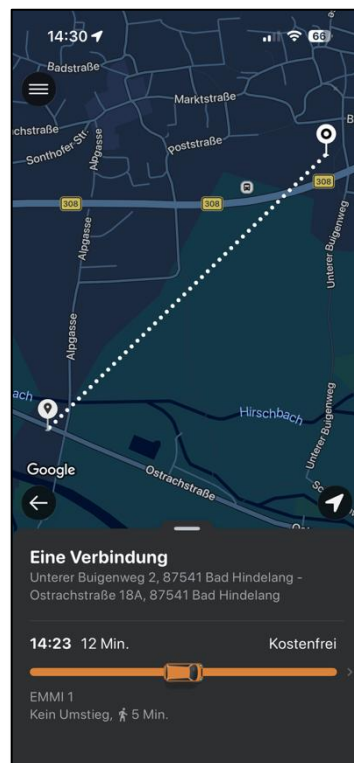 14:30
66
Badstraße
Marktstraße
chstraße
Sonthofer Str.
Alpgasse
Poststraße
B
308
308
308
Unterer Buigenweg
Alpgasse
ach
Hirschbach
Unterer Buigenweg
Google
Ostrachstraße
Eine Verbindung
Unterer Buigenweg 2, 87541 Bad Hindelang -
Ostrachstraße 18A, 87541 Bad Hindelang
14:23 12 Min.
Kostenfrei
EMMI 1
Kein Umstieg, 5 Min.